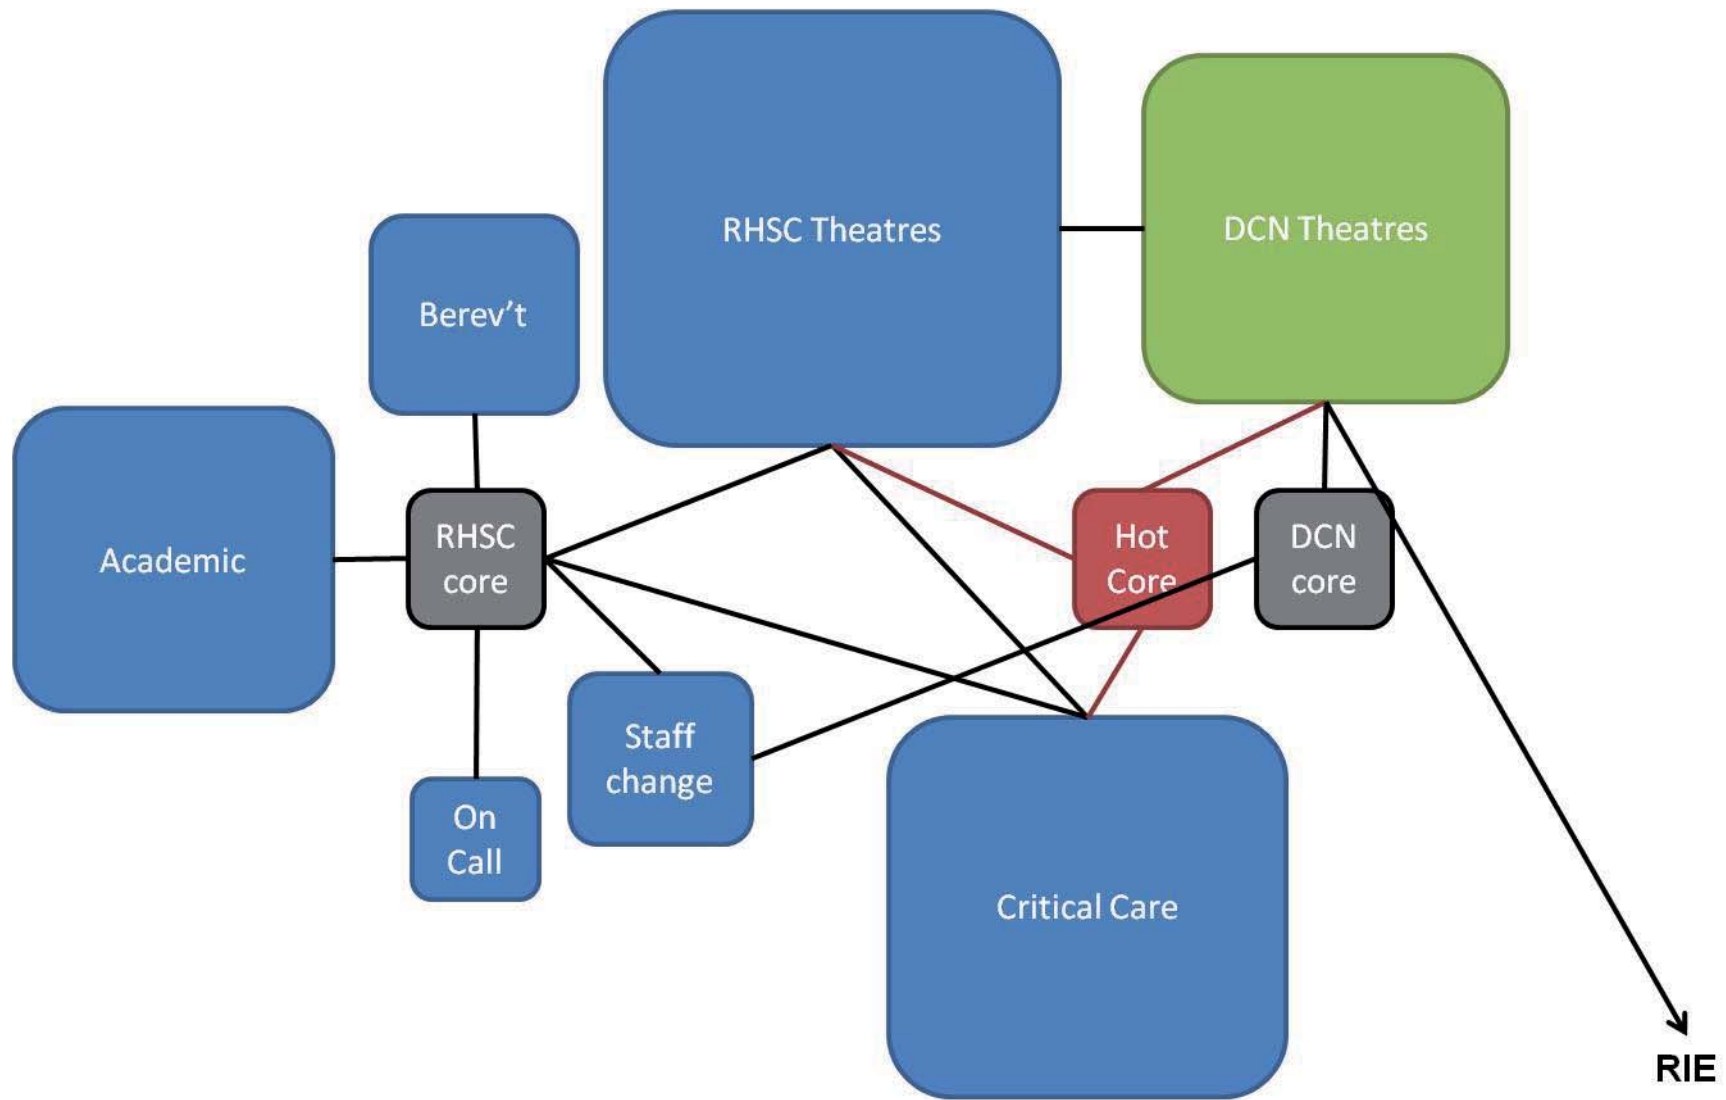 RHSC Theatres
DCN Theatres
Berev’t
Academic
RHSC
core
Hot
Core
DCN
core
Staff
change
On
Call
Critical Care
RIE